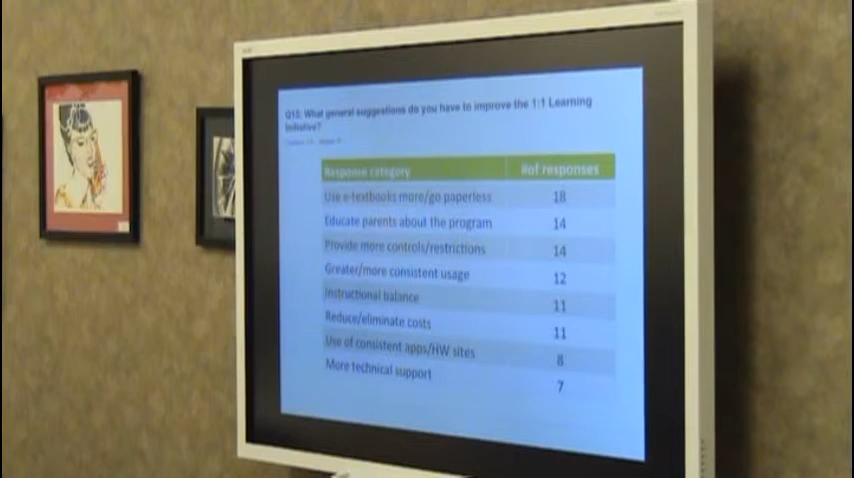 Q15: What general suggestions do you have to improve the 1:1 Learning
Initiative?
Response category #of responses
Use e-textbooks more/go paperless 18
Educate parents about the program 14
Provide more controls/restrictions 14
Greater/more consistent usage 12
Instructional balance 11
Reduce/eliminate costs 11
Use of consistent apps/HW sites 8
More technical support 7